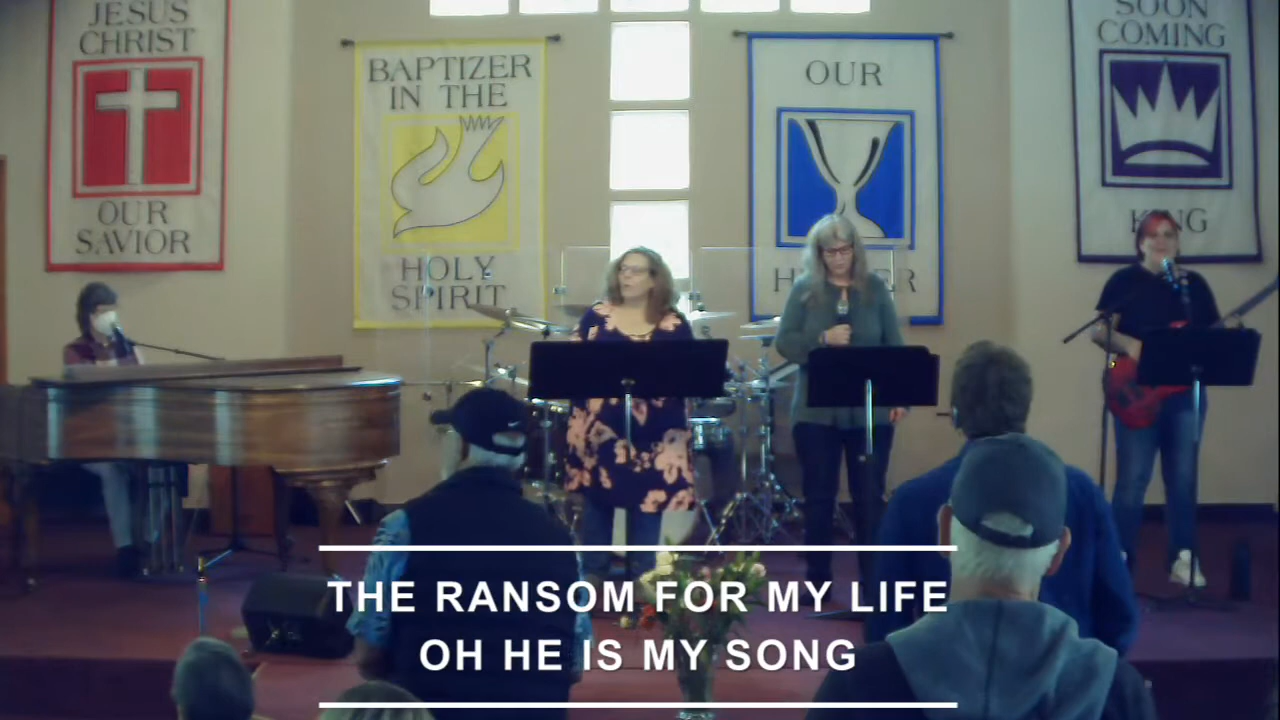 JESUS
CHRIST
OUR
SAVIOR
BAPTIZER
IN THE
HOLY
SPIRIT
OUR
SOON
COMING
KING
THE RANSOM FOR MY LIFE
OH HE IS MY SONG